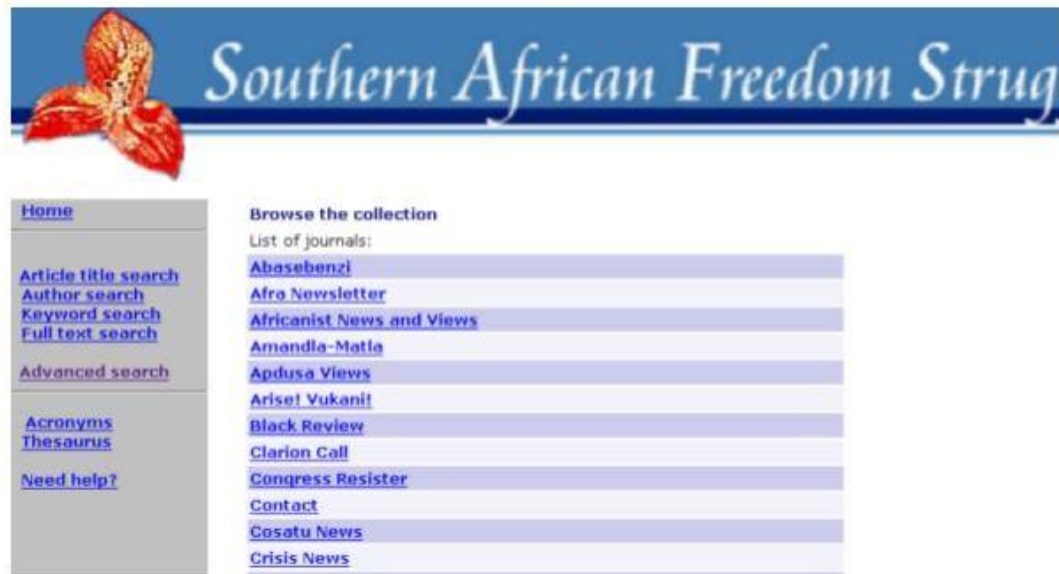 Southern African Freedom Strug
Home
Article title search
Author search
Keyword search
Full text search
Advanced search
Acronyms
Thesaurus
Need help?
Browse the collection
List of journals:
Abasebenzi
Afra Newsletter
Africanist News and Views
Amandla-Matla
Apdusa Views
Arise! Vukani!
Black Review
Clarion Call
Congress Resister
Contact
Cosatu News
Crisis News